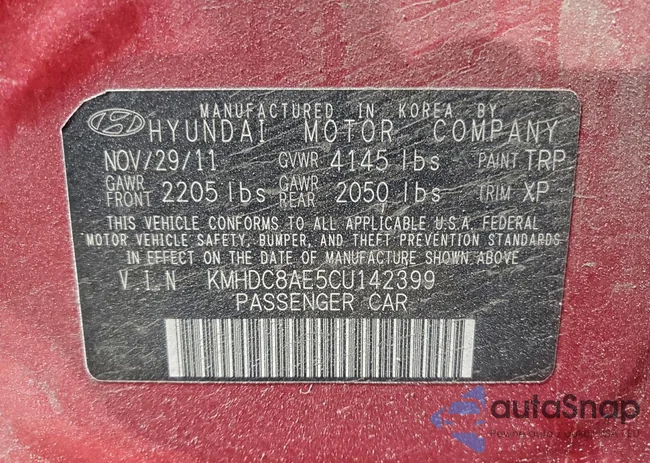 MANUFACTURED IN KOREA BY
HYUNDAI MOTOR COMPANY
NOV/29/11 GVWR 4145 lbs PAINT TRP
GAWR FRONT 2205 lbs GAWR REAR 2050 lbs TRIM XP
THIS VEHICLE CONFORMS TO ALL APPLICABLE U.S.A. FEDERAL
MOTOR VEHICLE SAFETY, BUMPER, AND THEFT PREVENTION STANDARDS
IN EFFECT ON THE DATE OF MANUFACTURE SHOWN ABOVE
V.I.N KMHDC8AE5CU142399
PASSENGER CAR
autoSnap